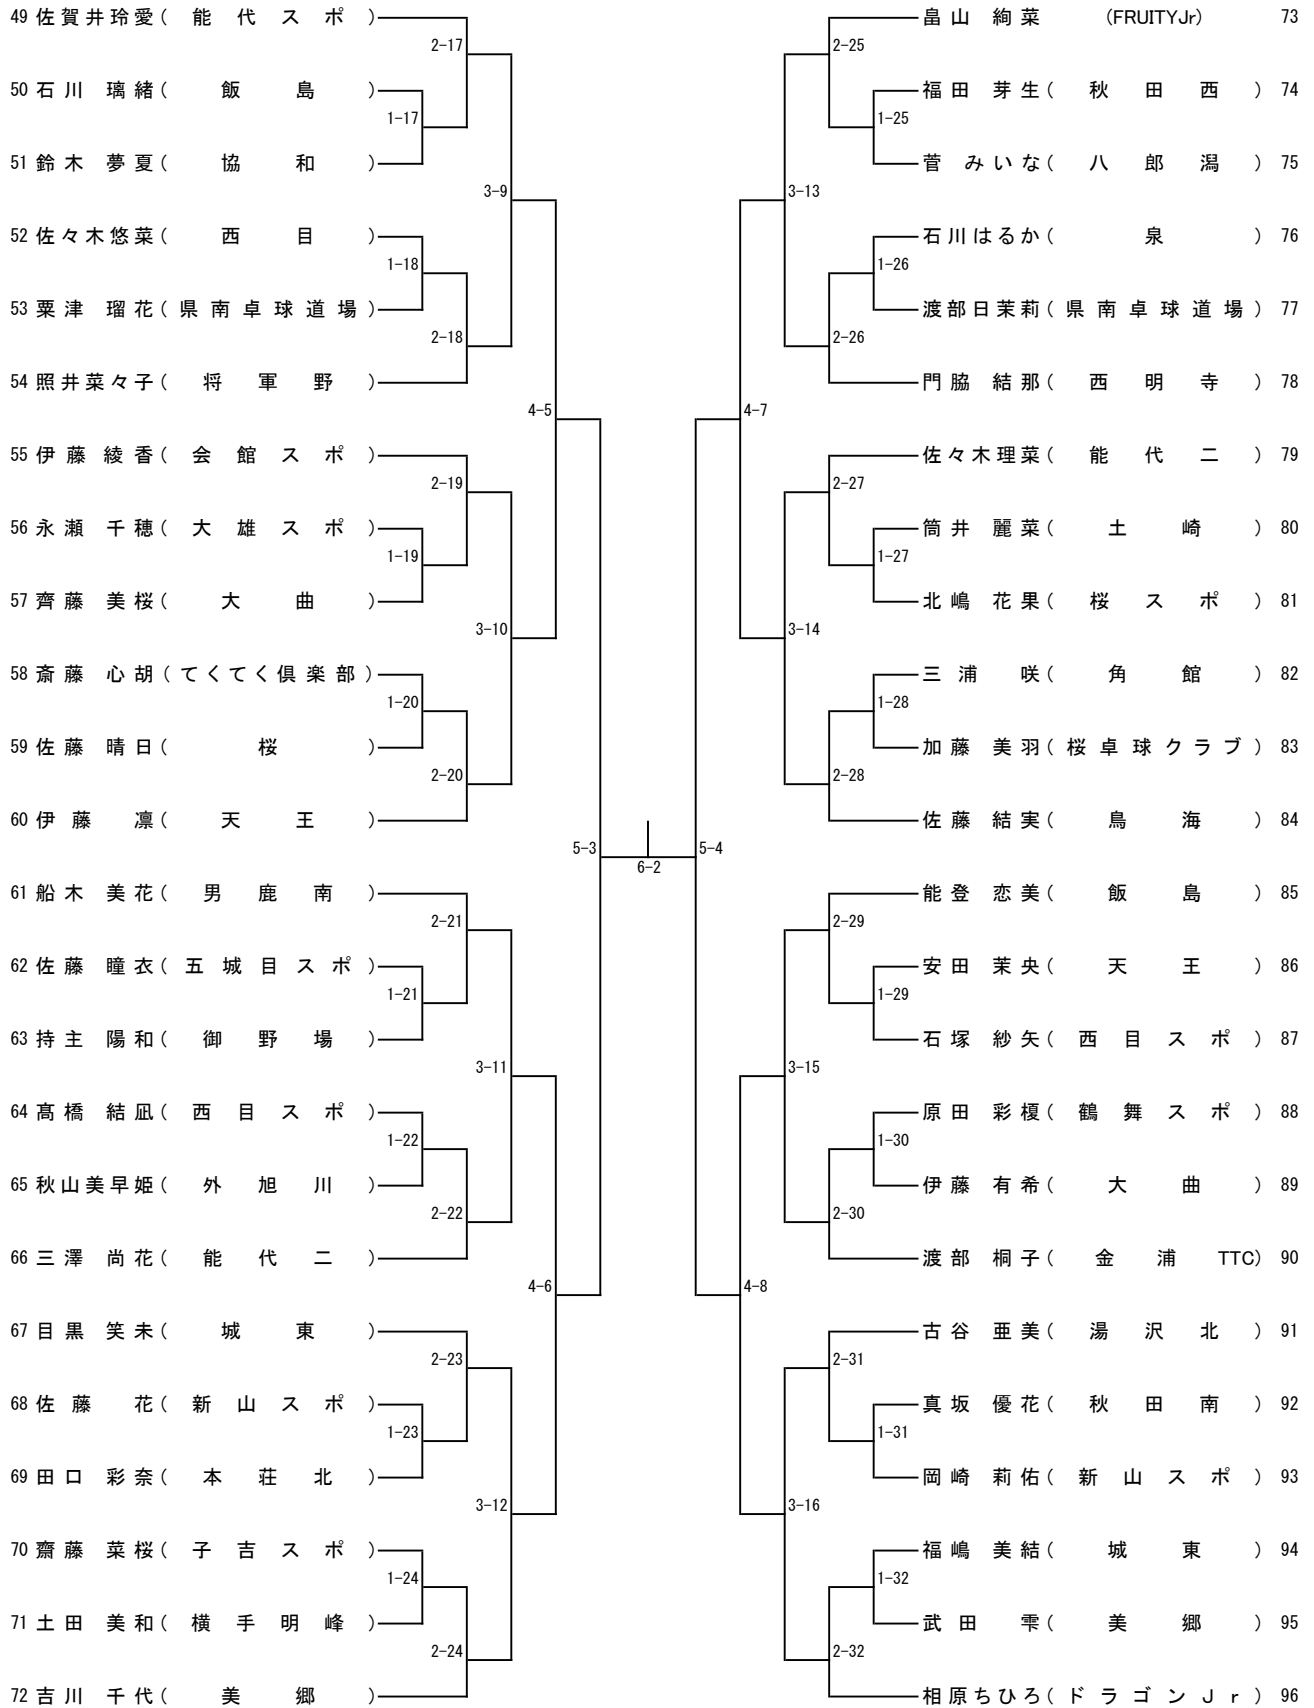 49 佐賀井玲愛 ( 能代スポ )
2-17
50 石川 璃緒 ( 飯島 )
1-17
51 鈴木 夢夏 ( 協和 )
3-9
52 佐々木悠菜 ( 西目 )
1-18
53 粟津 瑠花 ( 県南卓球道場 )
2-18
54 照井菜々子 ( 将軍野 )
4-5
55 伊藤綾香 ( 会館スポ )
2-19
56 永瀬 千穂 ( 大雄スポ )
1-19
57 齊藤 美桜 ( 大曲 )
3-10
58 斎藤 心胡 ( てくてく倶楽部 )
1-20
59 佐藤 晴日 ( 桜 )
2-20
60 伊藤 凛 ( 天王 )
5-3
61 船木 美花 ( 男鹿南 )
2-21
62 佐藤 瞳衣 ( 五城目スポ )
1-21
63 持主 陽和 ( 御野場 )
3-11
64 髙橋 結凪 ( 西目スポ )
1-22
65 秋山美早姫 ( 外旭川 )
2-22
66 三澤 尚花 ( 能代二 )
4-6
67 目黒 笑未 ( 城東 )
2-23
68 佐藤 花 ( 新山スポ )
1-23
69 田口 彩奈 ( 本荘北 )
3-12
70 齋藤 菜桜 ( 子吉スポ )
1-24
71 土田 美和 ( 横手明峰 )
2-24
72 吉川 千代 ( 美郷 )
6-2
畠山 絢菜 (FRUITYJr) 73
2-25
福田 芽生 ( 秋田西 ) 74
1-25
菅 みいな ( 八郎潟 ) 75
3-13
石川はるか ( 泉 ) 76
1-26
渡部日茉莉 ( 県南卓球道場 ) 77
2-26
門脇 結那 ( 西明寺 ) 78
4-7
佐々木理菜 ( 能代二 ) 79
2-27
筒井 麗菜 ( 土崎 ) 80
1-27
北嶋 花果 ( 桜スポ ) 81
3-14
三浦 咲 ( 角館 ) 82
1-28
加藤 美羽 ( 桜卓球クラブ ) 83
2-28
佐藤 結実 ( 鳥海 ) 84
5-4
能登 恋美 ( 飯島 ) 85
2-29
安田 茉央 ( 天王 ) 86
1-29
石塚 紗矢 ( 西目スポ ) 87
3-15
原田 彩榎 ( 鶴舞スポ ) 88
1-30
伊藤 有希 ( 大曲 ) 89
2-30
渡部 桐子 ( 金浦TTC) 90
4-8
古谷 亜美 ( 湯沢北 ) 91
2-31
真坂 優花 ( 秋田南 ) 92
1-31
岡崎 莉佑 ( 新山スポ ) 93
3-16
福嶋 美結 ( 城東 ) 94
1-32
武田 雫 ( 美郷 ) 95
2-32
相原ちひろ ( ドラゴンJr ) 96